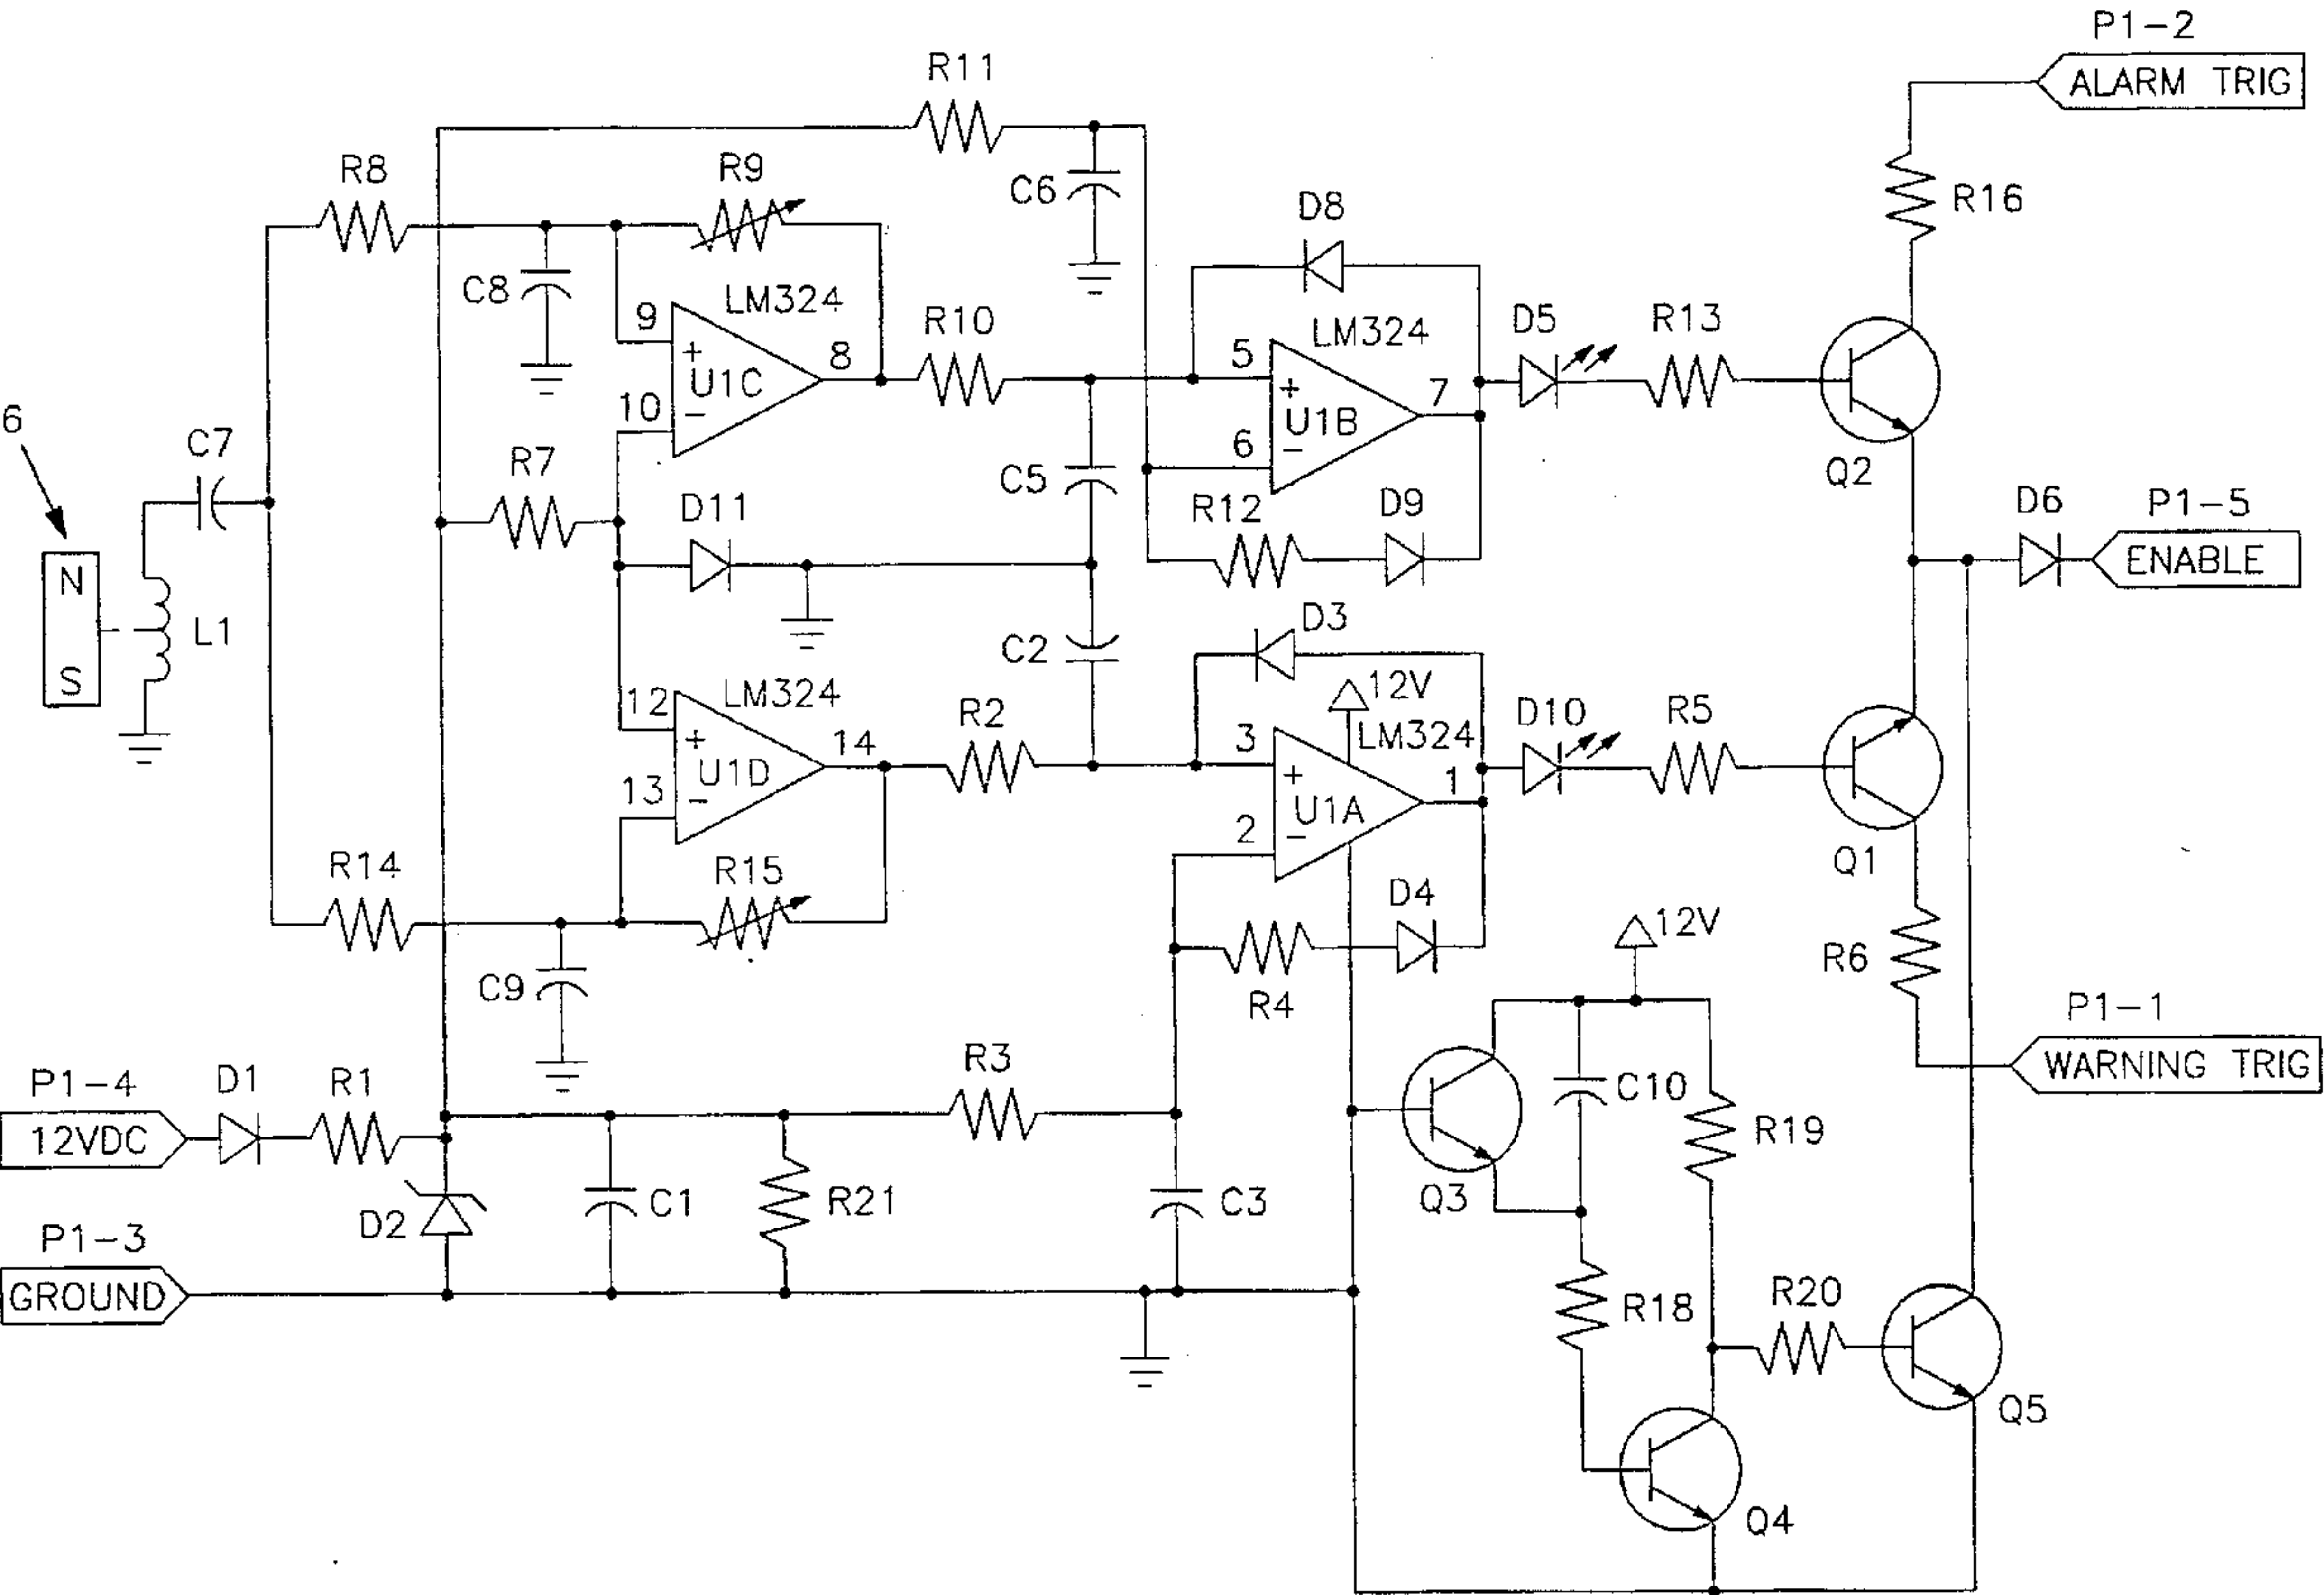 P1-2
ALARM TRIG
R11
R8
R9
C6
D8
R16
C8
LM324
9
+
U1C
8
10
-
R10
LM324
5
+
U1B
7
6
-
D5
R13
Q2
6
C7
R7
D11
C5
R12
D9
D6
P1-5
ENABLE
N
S
L1
C2
D3
12V
LM324
12
+
U1D
14
13
-
R2
LM324
3
+
U1A
1
2
-
D10
R5
Q1
R14
R15
D4
12V
R6
C9
R4
P1-1
WARNING TRIG
P1-4
12VDC
D1
R1
R3
C10
R19
Q3
D2
C1
R21
C3
P1-3
GROUND
R18
R20
Q5
Q4